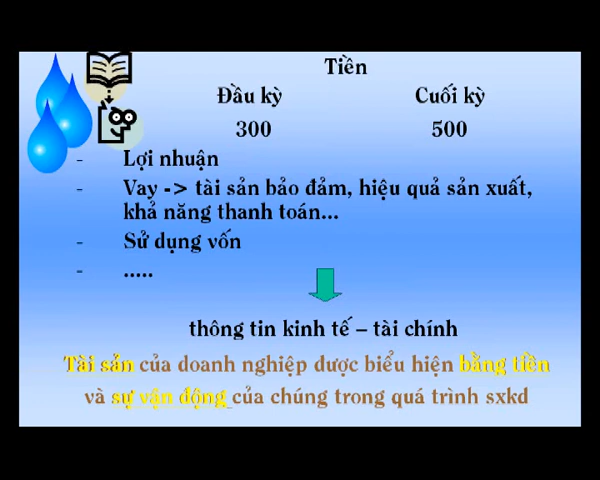 Tiền
Đầu kỳ Cuối kỳ
300 500
- Lợi nhuận
- Vay -> tài sản bảo đảm, hiệu quả sản xuất,
khả năng thanh toán...
- Sử dụng vốn
- .....
thông tin kinh tế – tài chính
Tài sản của doanh nghiệp được biểu hiện bằng tiền
và sự vận động của chúng trong quá trình sxkd